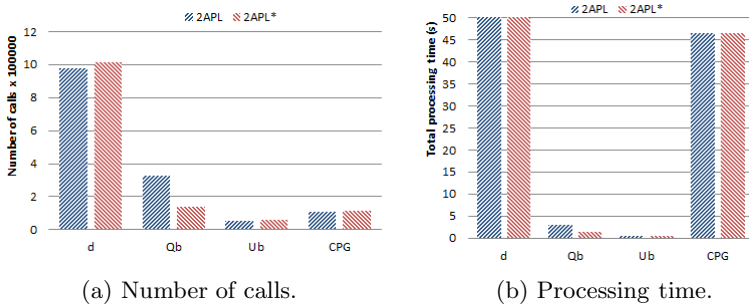 2APL 2APL*
Number of calls x 100000
12
10
8
6
4
2
0
d Qb Ub CPG
(a) Number of calls.
2APL 2APL*
Total processing time (s)
50
45
40
35
30
25
20
15
10
5
0
d Qb Ub CPG
(b) Processing time.